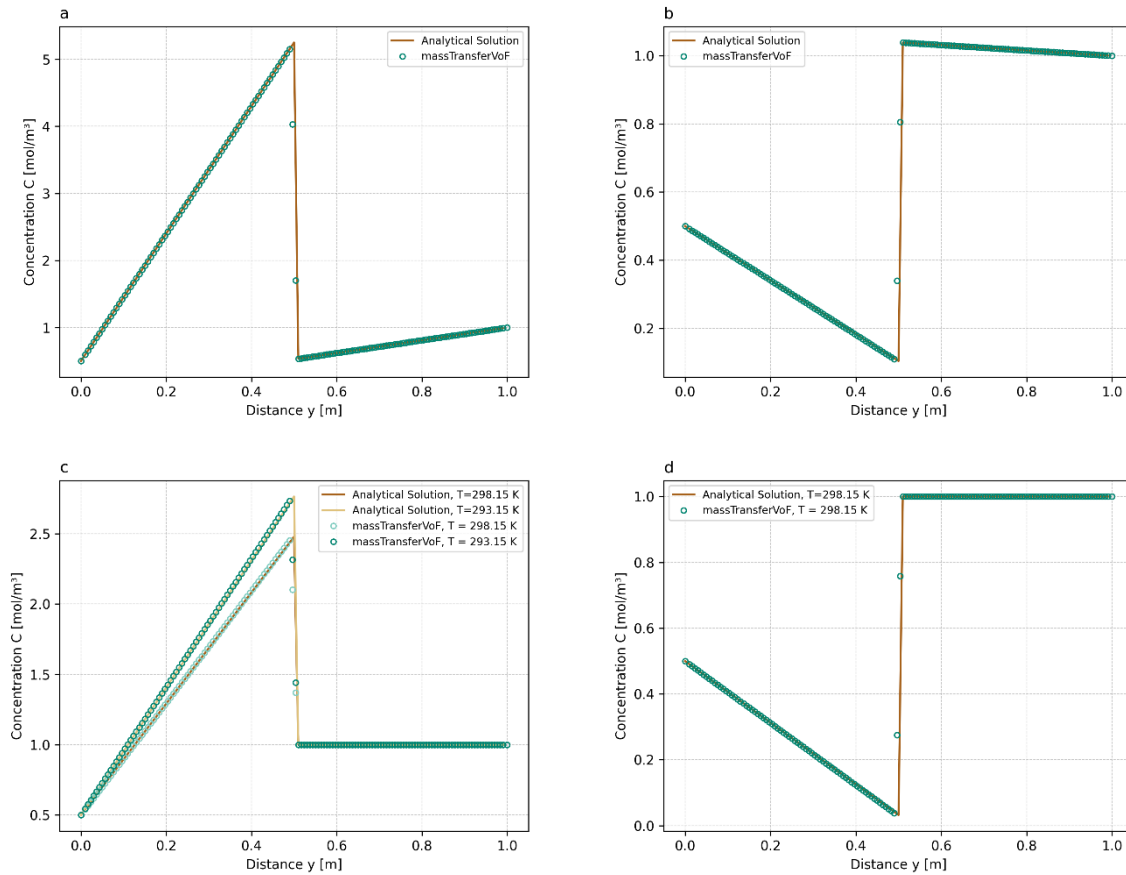 a
Analytical Solution
massTransferVoF
Concentration C [mol/m³]
5
4
3
2
1
0.0 0.2 0.4 0.6 0.8 1.0
Distance y [m]
b
Analytical Solution
massTransferVoF
Concentration C [mol/m³]
1.0
0.8
0.6
0.4
0.2
0.0 0.2 0.4 0.6 0.8 1.0
Distance y [m]
c
Analytical Solution, T=298.15 K
Analytical Solution, T=293.15 K
massTransferVoF, T = 298.15 K
massTransferVoF, T = 293.15 K
Concentration C [mol/m³]
2.5
2.0
1.5
1.0
0.5
0.0 0.2 0.4 0.6 0.8 1.0
Distance y [m]
d
Analytical Solution, T=298.15 K
massTransferVoF, T = 298.15 K
Concentration C [mol/m³]
1.0
0.8
0.6
0.4
0.2
0.0
0.0 0.2 0.4 0.6 0.8 1.0
Distance y [m]